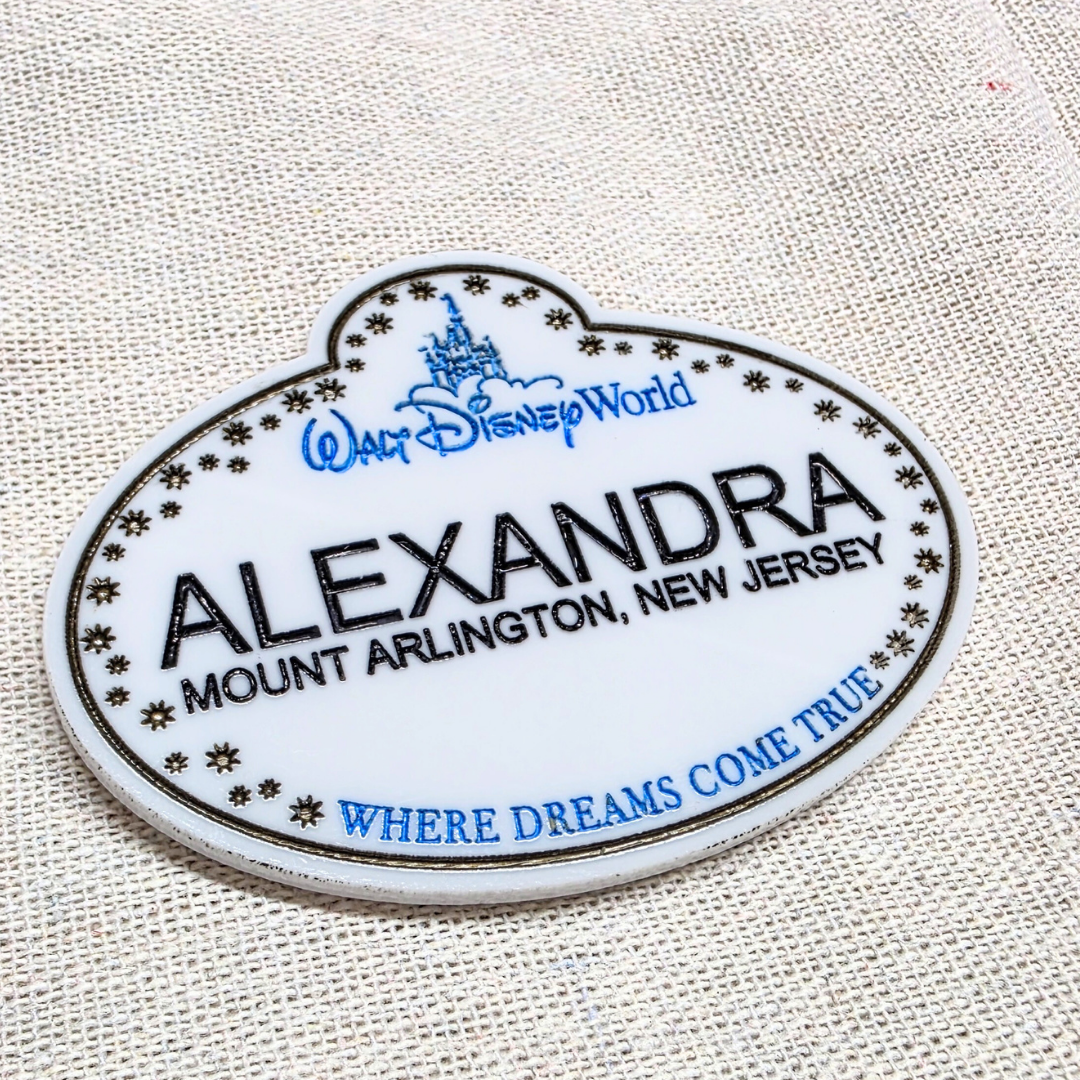 WALT DISNEY World
ALEXANDRA
MOUNT ARLINGTON, NEW JERSEY
WHERE DREAMS COME TRUE